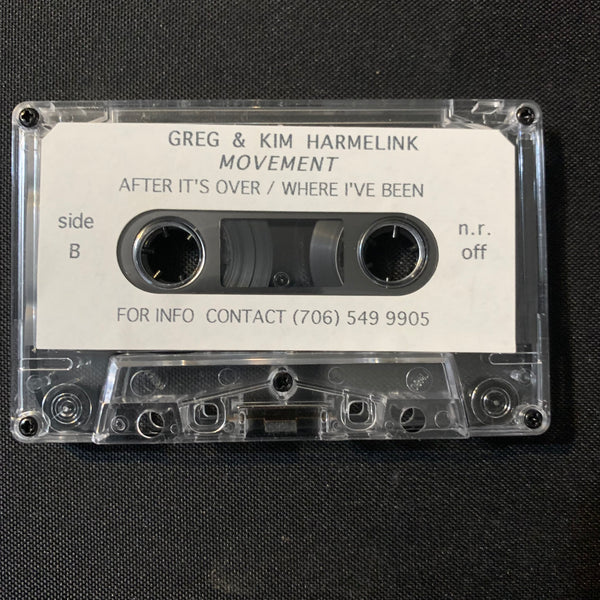 GREG & KIM HARMELINK
MOVEMENT
AFTER IT'S OVER / WHERE I'VE BEEN
side
B
n.r.
off
FOR INFO CONTACT (706) 549 9905